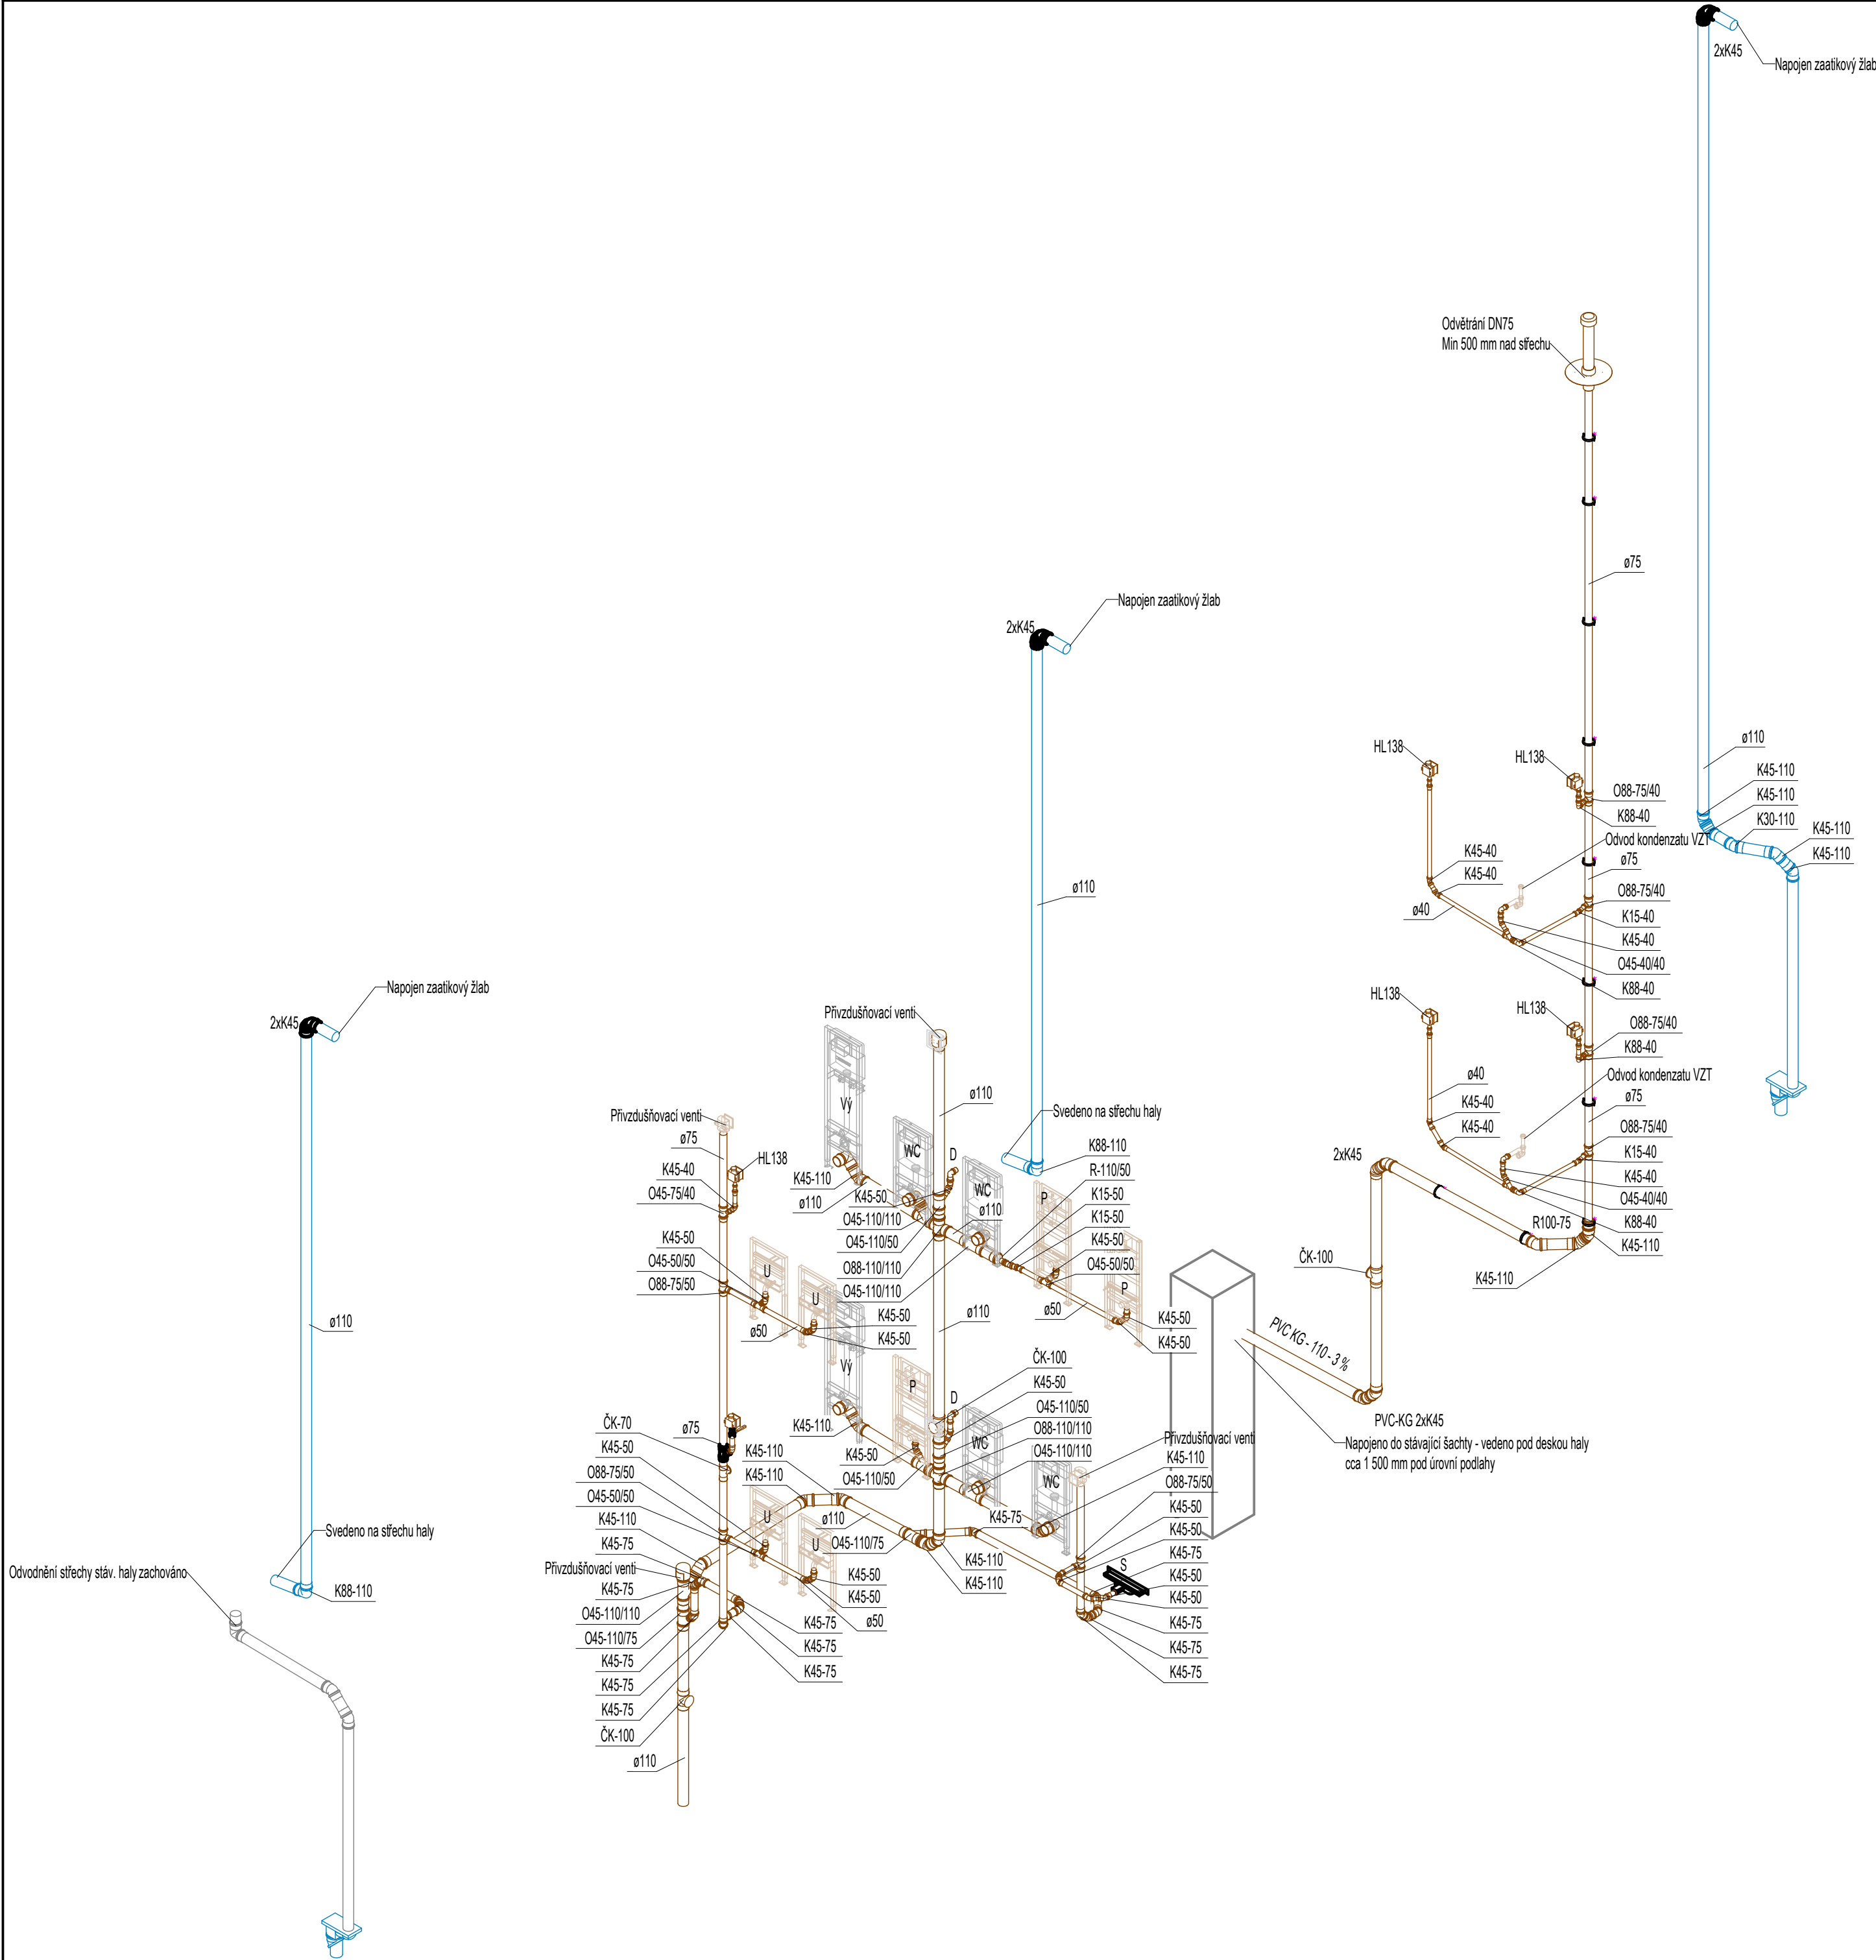 2xK45
Napojen zaatikový žlab
Odvětrání DN75
Min 500 mm nad střechu
ø75
Napojen zaatikový žlab
2xK45
ø110
HL138
HL138
K45-110
O88-75/40
K45-110
K88-40
K30-110
K45-110
Odvod kondenzatu VZT
K45-110
K45-40
ø75
K45-40
ø110
O88-75/40
ø40
K15-40
K45-40
O45-40/40
K88-40
Napojen zaatikový žlab
HL138
HL138
2xK45
Přivzdušňovací venti
O88-75/40
K88-40
ø40
Odvod kondenzatu VZT
ø110
ø75
Vý
K45-40
Přivzdušňovací venti
Svedeno na střechu haly
K45-40
O88-75/40
ø75
K88-110
K15-40
WC
D
2xK45
HL138
K45-40
K45-110
R-110/50
K45-40
ø110
K45-50
WC
P
K15-50
O45-40/40
O45-75/40
O45-110/110
ø110
K15-50
R100-75
K88-40
K45-50
O45-110/50
K45-50
K45-110
O45-50/50
O88-110/110
O45-50/50
ČK-100
K45-110
O88-75/50
U
O45-110/110
P
U
ø110
ø50
K45-50
ø110
ø50
K45-50
K45-50
K45-50
PVC KG - 110 - 3 %
Vý
ČK-100
P
K45-50
D
ČK-70
ø75
K45-110
O45-110/50
PVC-KG 2xK45
K45-50
K45-110
K45-50
WC
O88-110/110
Přivzdušňovací venti
Napojeno do stávající šachty - vedeno pod deskou haly
cca 1 500 mm pod úrovní podlahy
O88-75/50
K45-110
O45-110/50
O45-110/110
K45-110
O45-50/50
WC
O88-75/50
K45-110
U
ø110
K45-75
K45-50
Svedeno na střechu haly
K45-75
U
O45-110/75
K45-50
Přivzdušňovací venti
K45-110
K45-75
Odvodnění střechy stáv. haly zachováno
K45-75
K45-50
K45-110
S
K45-50
K88-110
K45-50
K45-50
O45-110/110
K45-75
ø50
K45-75
O45-110/75
K45-75
K45-75
K45-75
K45-75
K45-75
K45-75
K45-75
ČK-100
ø110